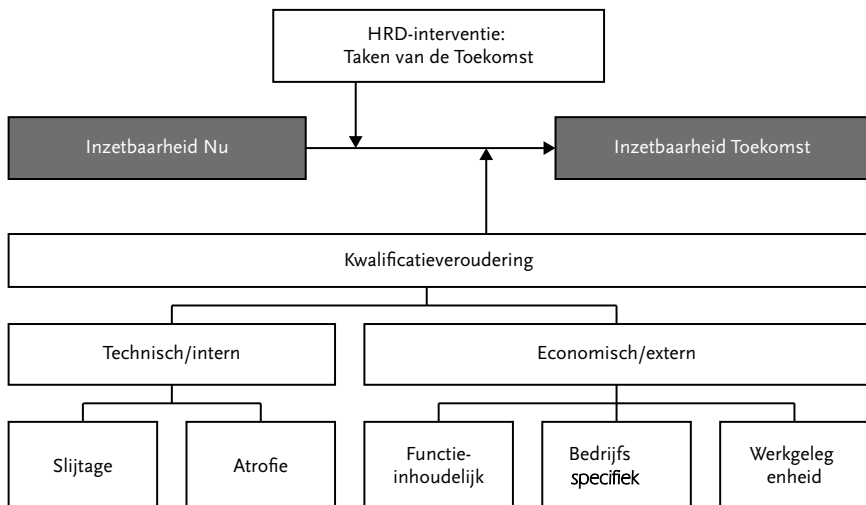 HRD-interventie:
Taken van de Toekomst
Inzetbaarheid Nu
Inzetbaarheid Toekomst
Kwalificatieveroudering
Technisch/intern
Economisch/extern
Slijtage
Atrofie
Functie-
inhoudelijk
Bedrijfs
specifiek
Werkgeleg
enheid